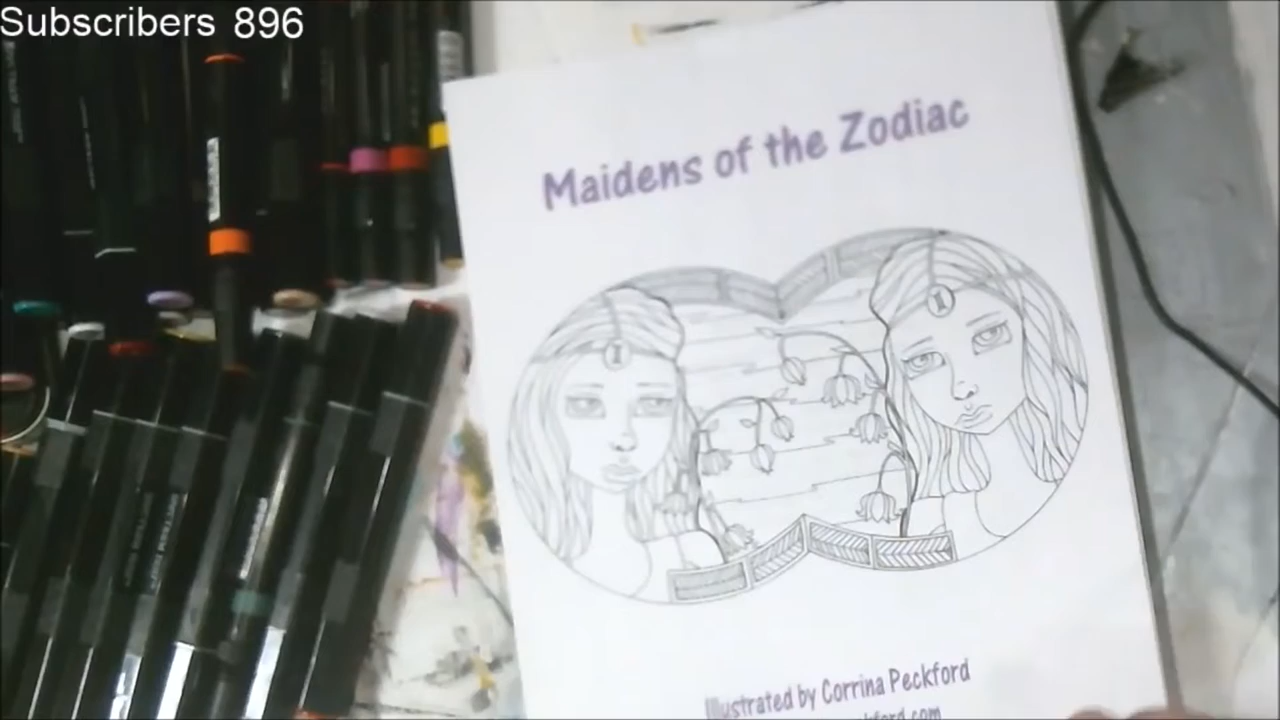 Subscribers 896
Maidens of the Zodiac
Illustrated by Corrina Peckford